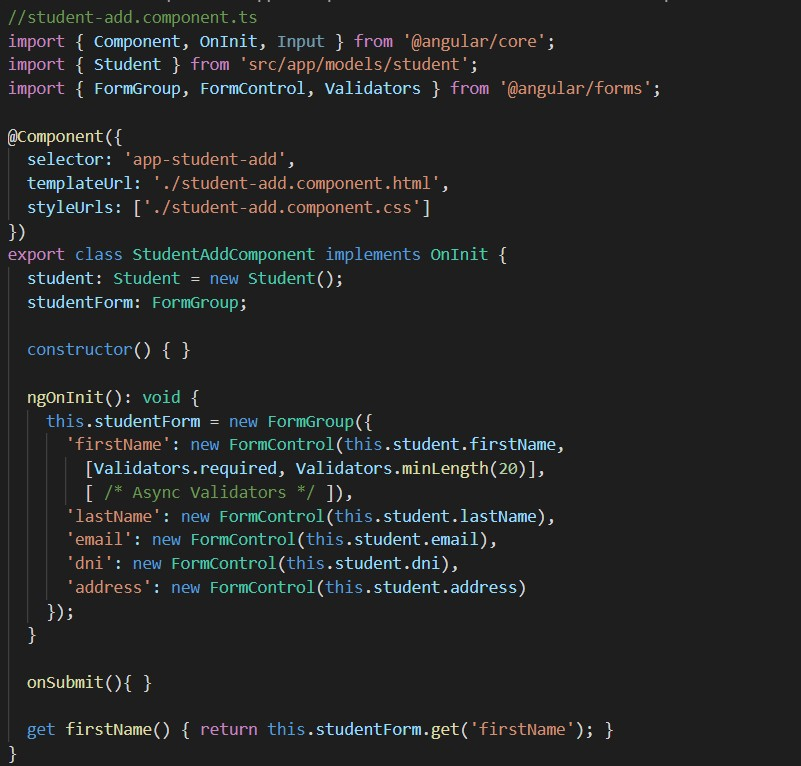 //student-add.component.ts
import { Component, OnInit, Input } from '@angular/core';
import { Student } from 'src/app/models/student';
import { FormGroup, FormControl, Validators } from '@angular/forms';
@Component({
  selector: 'app-student-add',
  templateUrl: './student-add.component.html',
  styleUrls: ['./student-add.component.css']
})
export class StudentAddComponent implements OnInit {
  student: Student = new Student();
  studentForm: FormGroup;
  constructor() { }
  ngOnInit(): void {
    this.studentForm = new FormGroup({
      'firstName': new FormControl(this.student.firstName,
        [Validators.required, Validators.minLength(20)],
        [ /* Async Validators */ ]),
      'lastName': new FormControl(this.student.lastName),
      'email': new FormControl(this.student.email),
      'dni': new FormControl(this.student.dni),
      'address': new FormControl(this.student.address)
    });
  }
  onSubmit(){ }
  get firstName() { return this.studentForm.get('firstName'); }
}